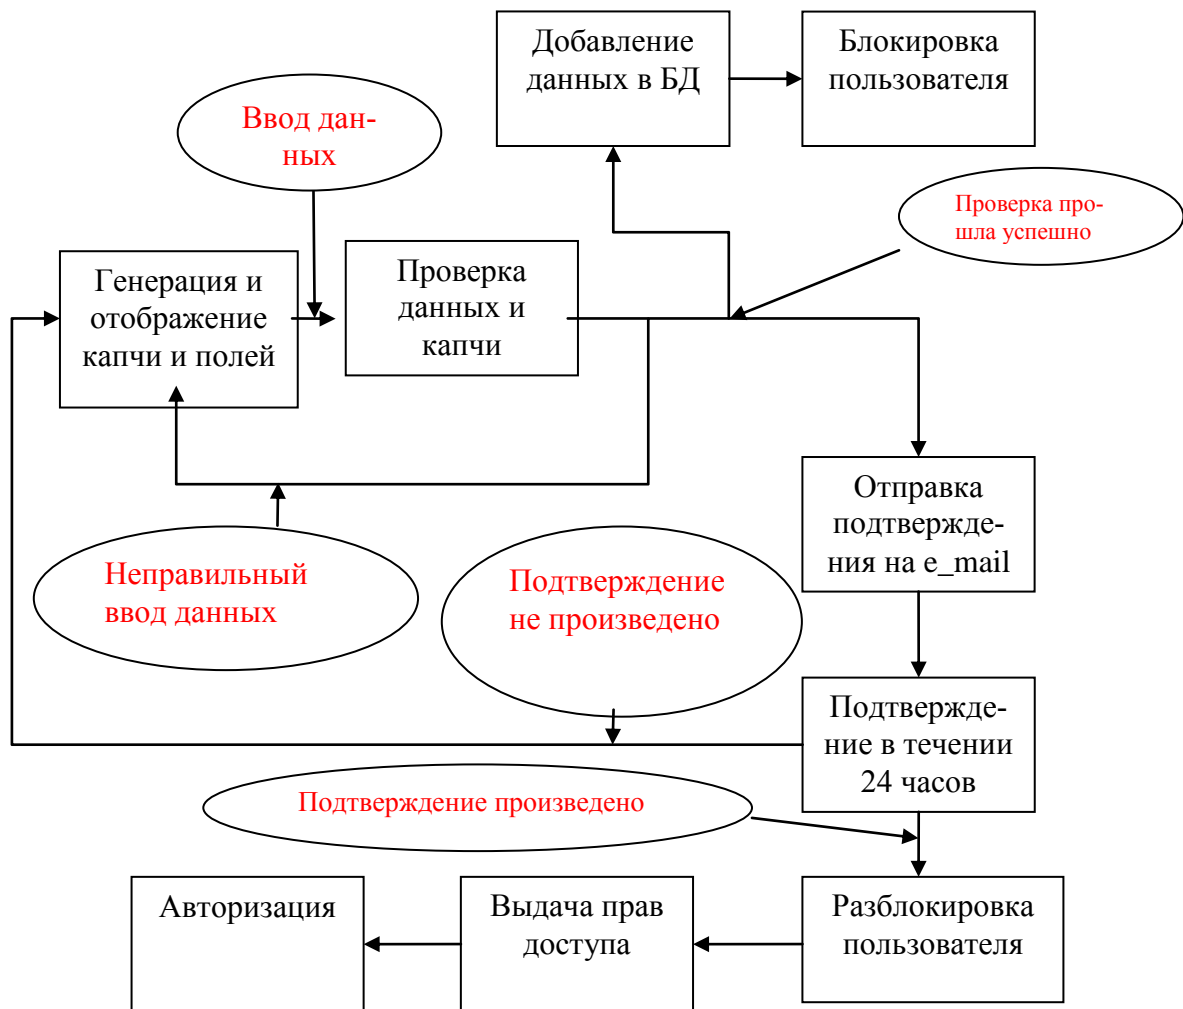 Добавление
данных в БД
Блокировка
пользователя
Ввод дан-
ных
Проверка про-
шла успешно
Генерация и
отображение
капчи и полей
Проверка
данных и
капчи
Отправка
подтвержде-
ния на e_mail
Неправильный
ввод данных
Подтверждение
не произведено
Подтвержде-
ение в течении
24 часов
Подтверждение произведено
Авторизация
Выдача прав
доступа
Разблокировка
пользователя